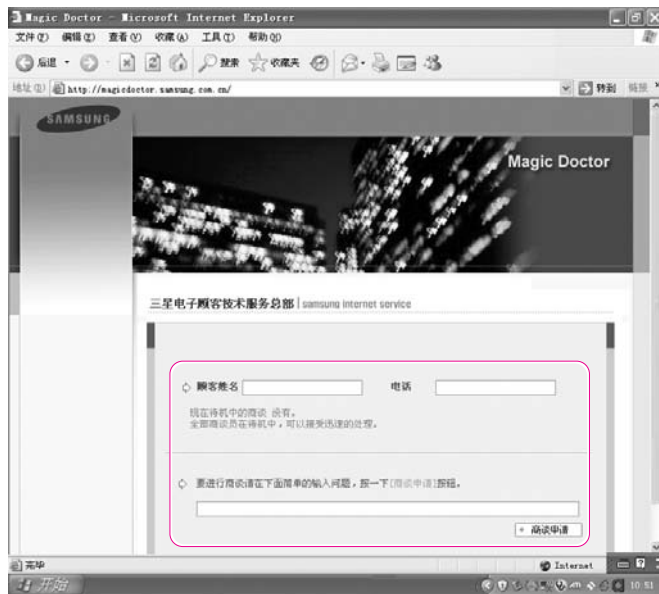 Magic Doctor - Microsoft Internet Explorer
文件(F) 编辑(E) 查看(V) 收藏(A) 工具(T) 帮助(H)
后退 搜索 收藏夹
地址(D) http://magicdoctor.samsung.com.cn/ 转到 链接
SAMSUNG
Magic Doctor
三星电子顾客技术服务总部 | samsung internet service
顾客姓名 电话
现在待机中的商谈 没有。
全部商谈员在待机中，可以接受迅速的处理。
要进行商谈请在下面简单的输入问题，按一下[商谈申请]按钮。
商谈申请
完毕 Internet
开始 10:51